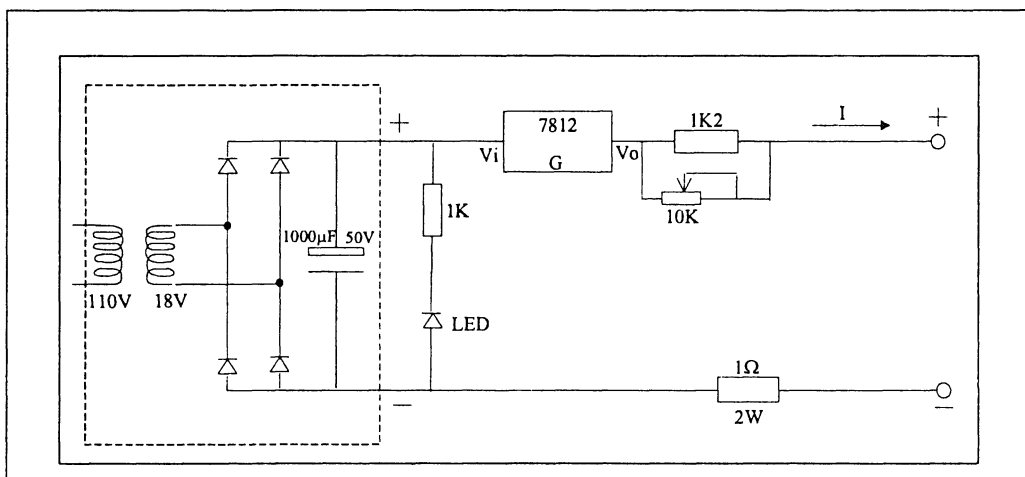 7812
1K2
I
+
+
Vi
G
Vo
10K
1K
1000µF 50V
110V
18V
LED
1Ω
2W
—
—